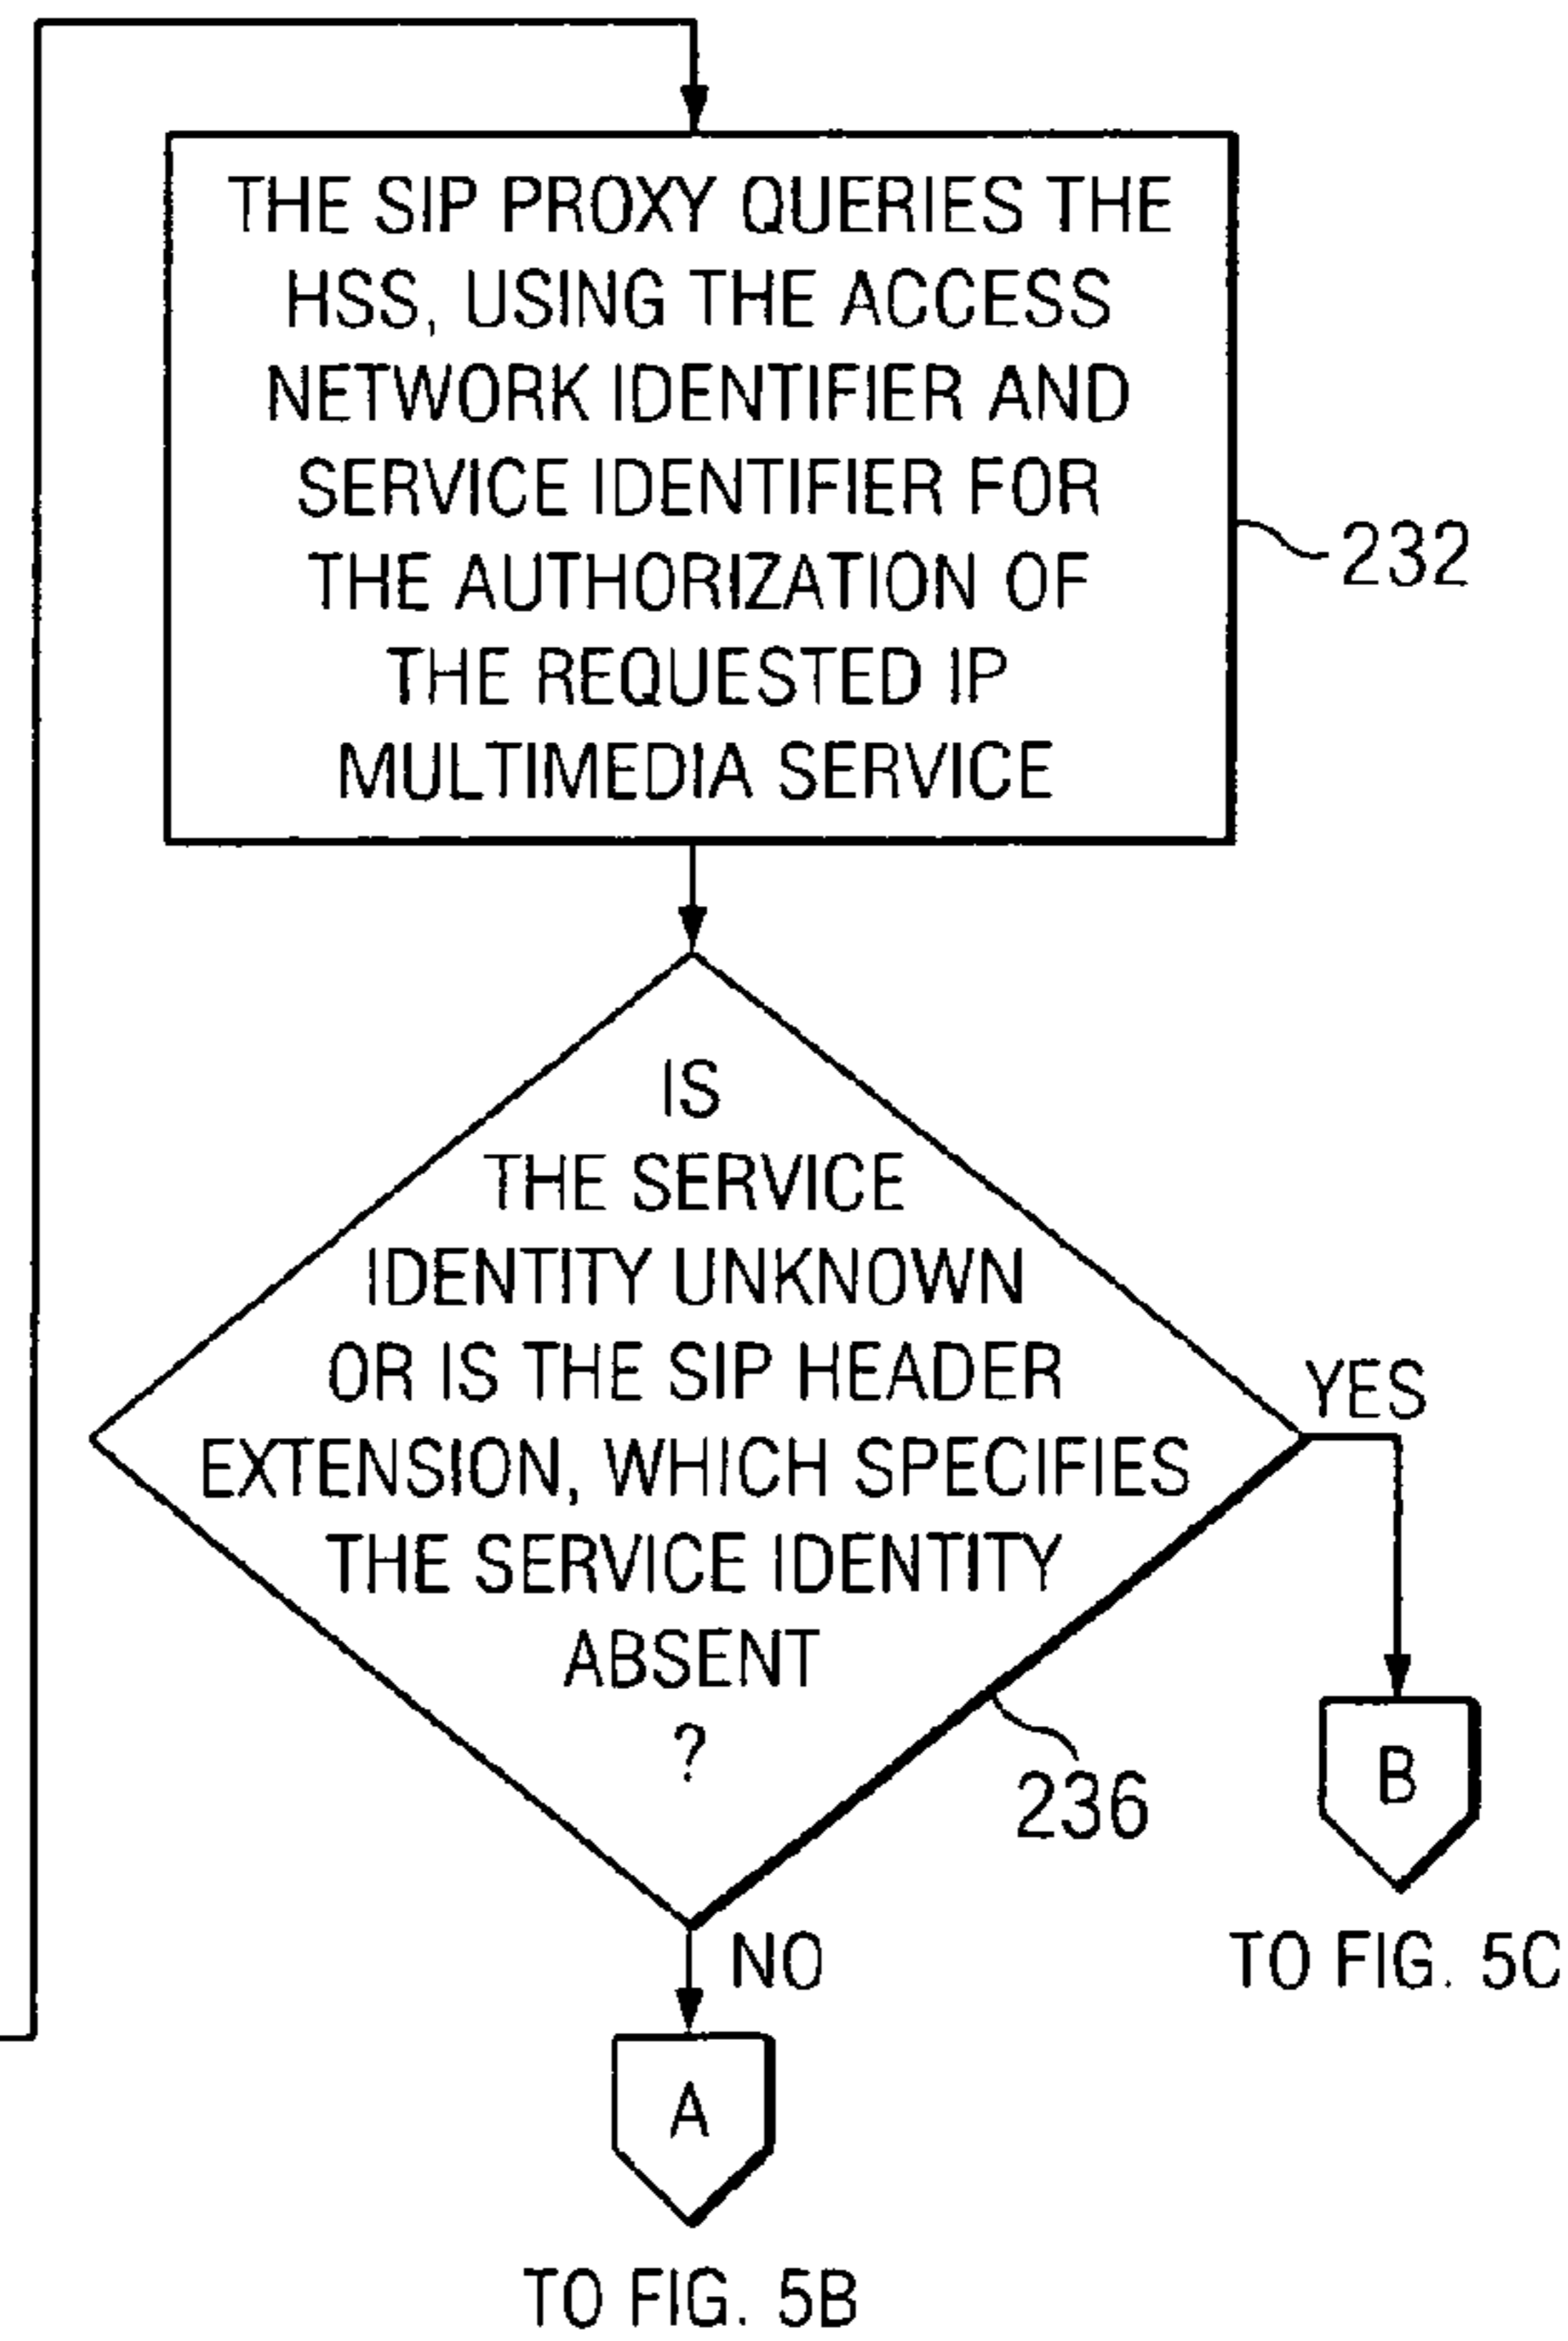 THE SIP PROXY QUERIES THE
HSS, USING THE ACCESS
NETWORK IDENTIFIER AND
SERVICE IDENTIFIER FOR
THE AUTHORIZATION OF
THE REQUESTED IP
MULTIMEDIA SERVICE
232
IS
THE SERVICE
IDENTITY UNKNOWN
OR IS THE SIP HEADER
EXTENSION, WHICH SPECIFIES
THE SERVICE IDENTITY
ABSENT
?
YES
236
B
NO
TO FIG. 5C
A
TO FIG. 5B